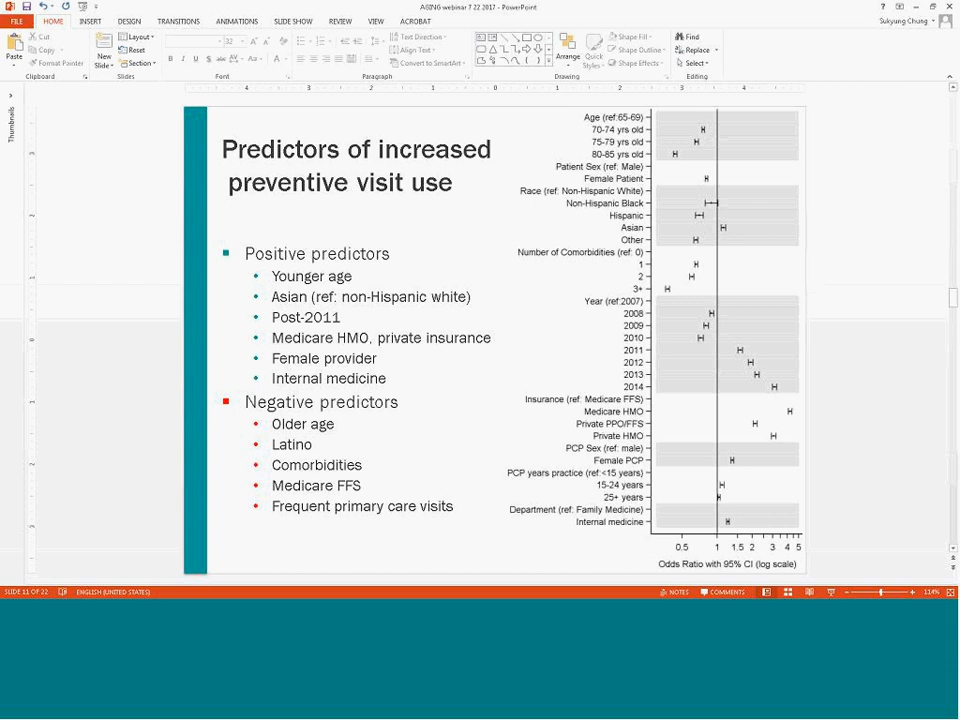 AGING webinar 7 22 2017 - PowerPoint
FILE HOME INSERT DESIGN TRANSITIONS ANIMATIONS SLIDE SHOW REVIEW VIEW ACROBAT
Sukyung Chung
Paste
Cut
Copy
Format Painter
Clipboard
New
Slide
Layout
Reset
Section
Slides
32
Font
Paragraph
Text Direction
Align Text
Convert to SmartArt
Arrange
Quick
Styles
Shape Fill
Shape Outline
Shape Effects
Drawing
Find
Replace
Select
Editing
Thumbnails
Predictors of increased
preventive visit use
Positive predictors
Younger age
Asian (ref: non-Hispanic white)
Post-2011
Medicare HMO, private insurance
Female provider
Internal medicine
Negative predictors
Older age
Latino
Comorbidities
Medicare FFS
Frequent primary care visits
Age (ref:65-69)
70-74 yrs old
75-79 yrs old
80-85 yrs old
Patient Sex (ref: Male)
Female Patient
Race (ref: Non-Hispanic White)
Non-Hispanic Black
Hispanic
Asian
Other
Number of Comorbidities (ref: 0)
1
2
3+
Year (ref:2007)
2008
2009
2010
2011
2012
2013
2014
Insurance (ref: Medicare FFS)
Medicare HMO
Private PPO/FFS
Private HMO
PCP Sex (ref: male)
Female PCP
PCP years practice (ref:<15 years)
15-24 years
25+ years
Department (ref: Family Medicine)
Internal medicine
0.5 1 1.5 2 3 4 5
Odds Ratio with 95% CI (log scale)
SLIDE 11 OF 22 ENGLISH (UNITED STATES) NOTES COMMENTS 114%